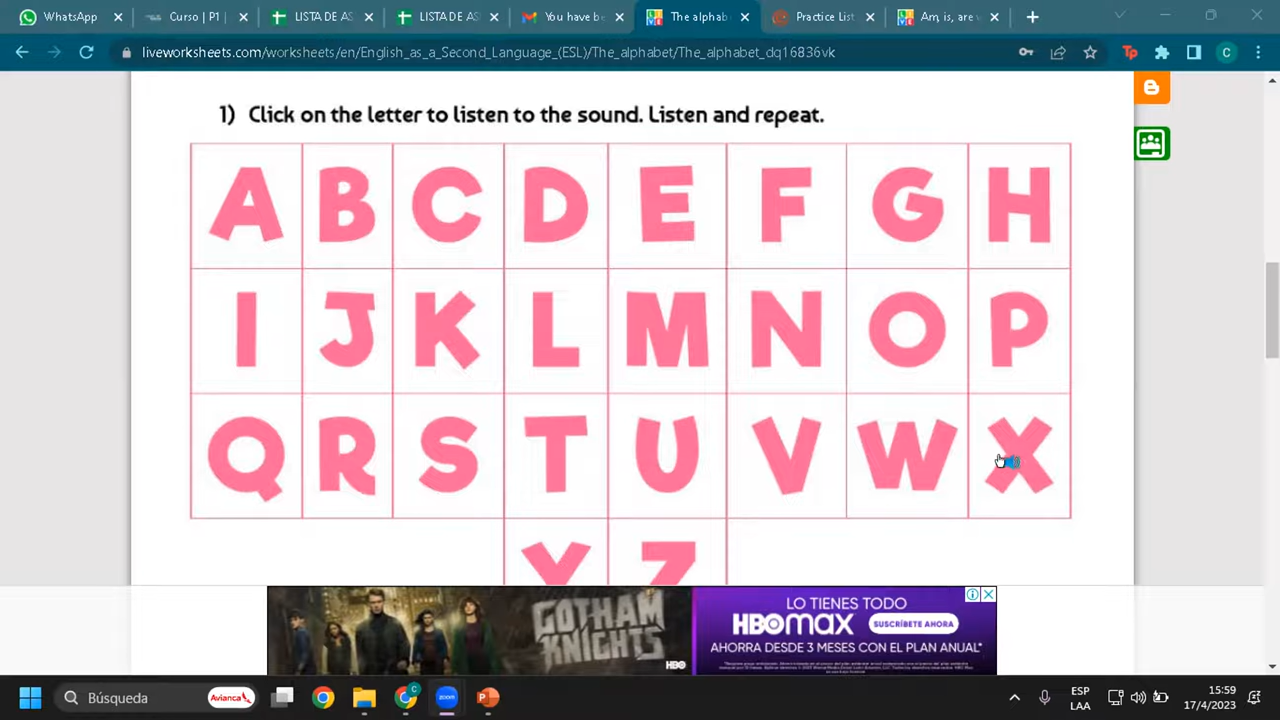 WhatsApp
Curso | P1
LISTA DE AS
LISTA DE AS
You have be
The alphab
Practice List
Am, is, are v
liveworksheets.com/worksheets/en/English_as_a_Second_Language_(ESL)/The_alphabet/The_alphabet_dq16836vk
C
1) Click on the letter to listen to the sound. Listen and repeat.
A B C D E F G H
I J K L M N O P
Q R S T U V W X
Y Z
GOTHAM
KNIGHTS
HBO
LO TIENES TODO
HBOmax SUSCRÍBETE AHORA
AHORA DESDE 3 MESES CON EL PLAN ANUAL*
Búsqueda
Avianca
zoom
ESP
LAA
15:59
17/4/2023